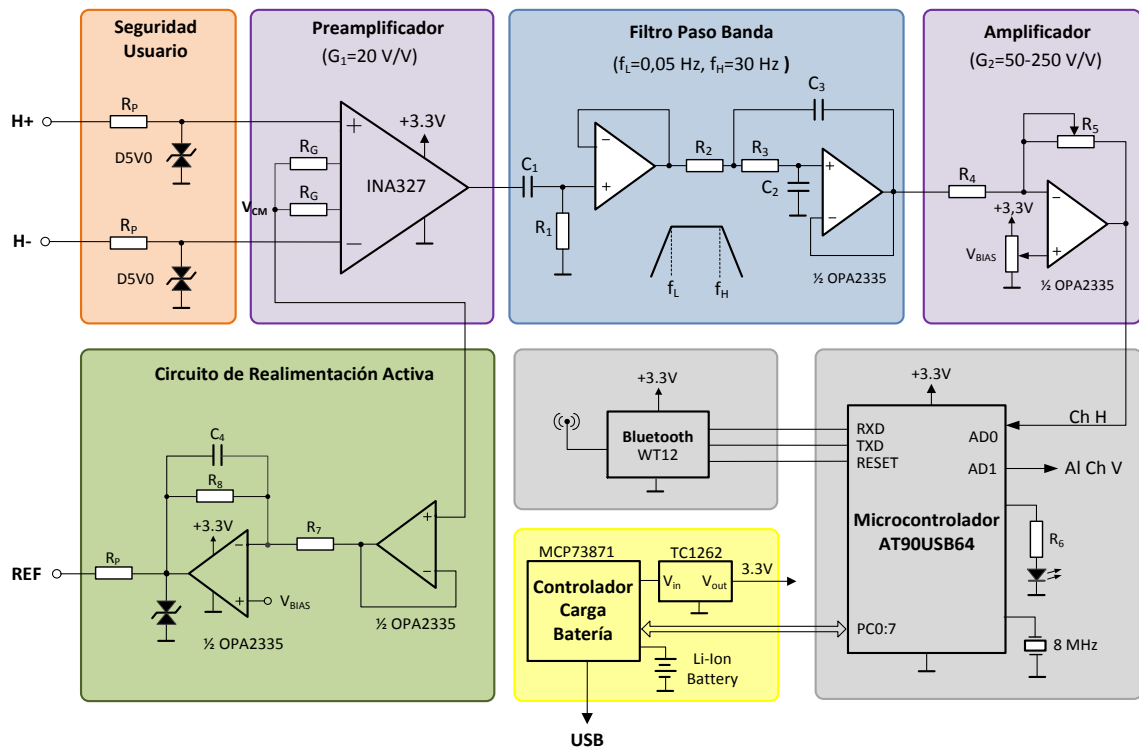 Seguridad
Usuario
H+
RP
D5V0
H-
RP
D5V0
Preamplificador
(G1=20 V/V)
+3.3V
RG
RG
VCM
INA327
Filtro Paso Banda
(fL=0,05 Hz, fH=30 Hz )
C1
R1
R2
C3
R3
C2
fL
fH
½ OPA2335
Amplificador
(G2=50-250 V/V)
R5
R4
+3,3V
VBIAS
½ OPA2335
Circuito de Realimentación Activa
C4
R8
+3.3V
R7
REF
RP
VBIAS
½ OPA2335
½ OPA2335
+3.3V
Bluetooth
WT12
MCP73871
Controlador
Carga
Batería
TC1262
Vin
Vout
3.3V
Li-Ion
Battery
USB
+3.3V
RXD
TXD
RESET
AD0
AD1
Ch H
Al Ch V
Microcontrolador
AT90USB64
R6
PC0:7
8 MHz